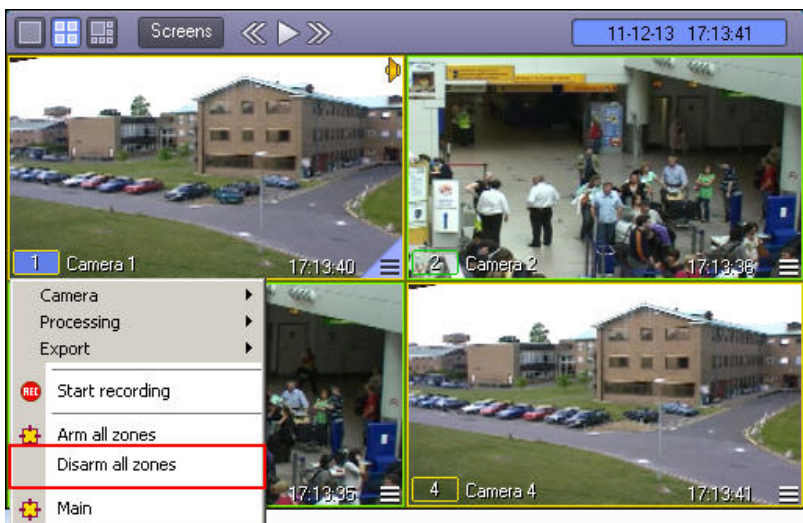 Screens
11-12-13 17:13:41
1 Camera 1
17:13:40
2 Camera 2
17:13:36
Camera
Processing
Export
REC Start recording
Arm all zones
Disarm all zones
Main
17:13:35
4 Camera 4
17:13:41